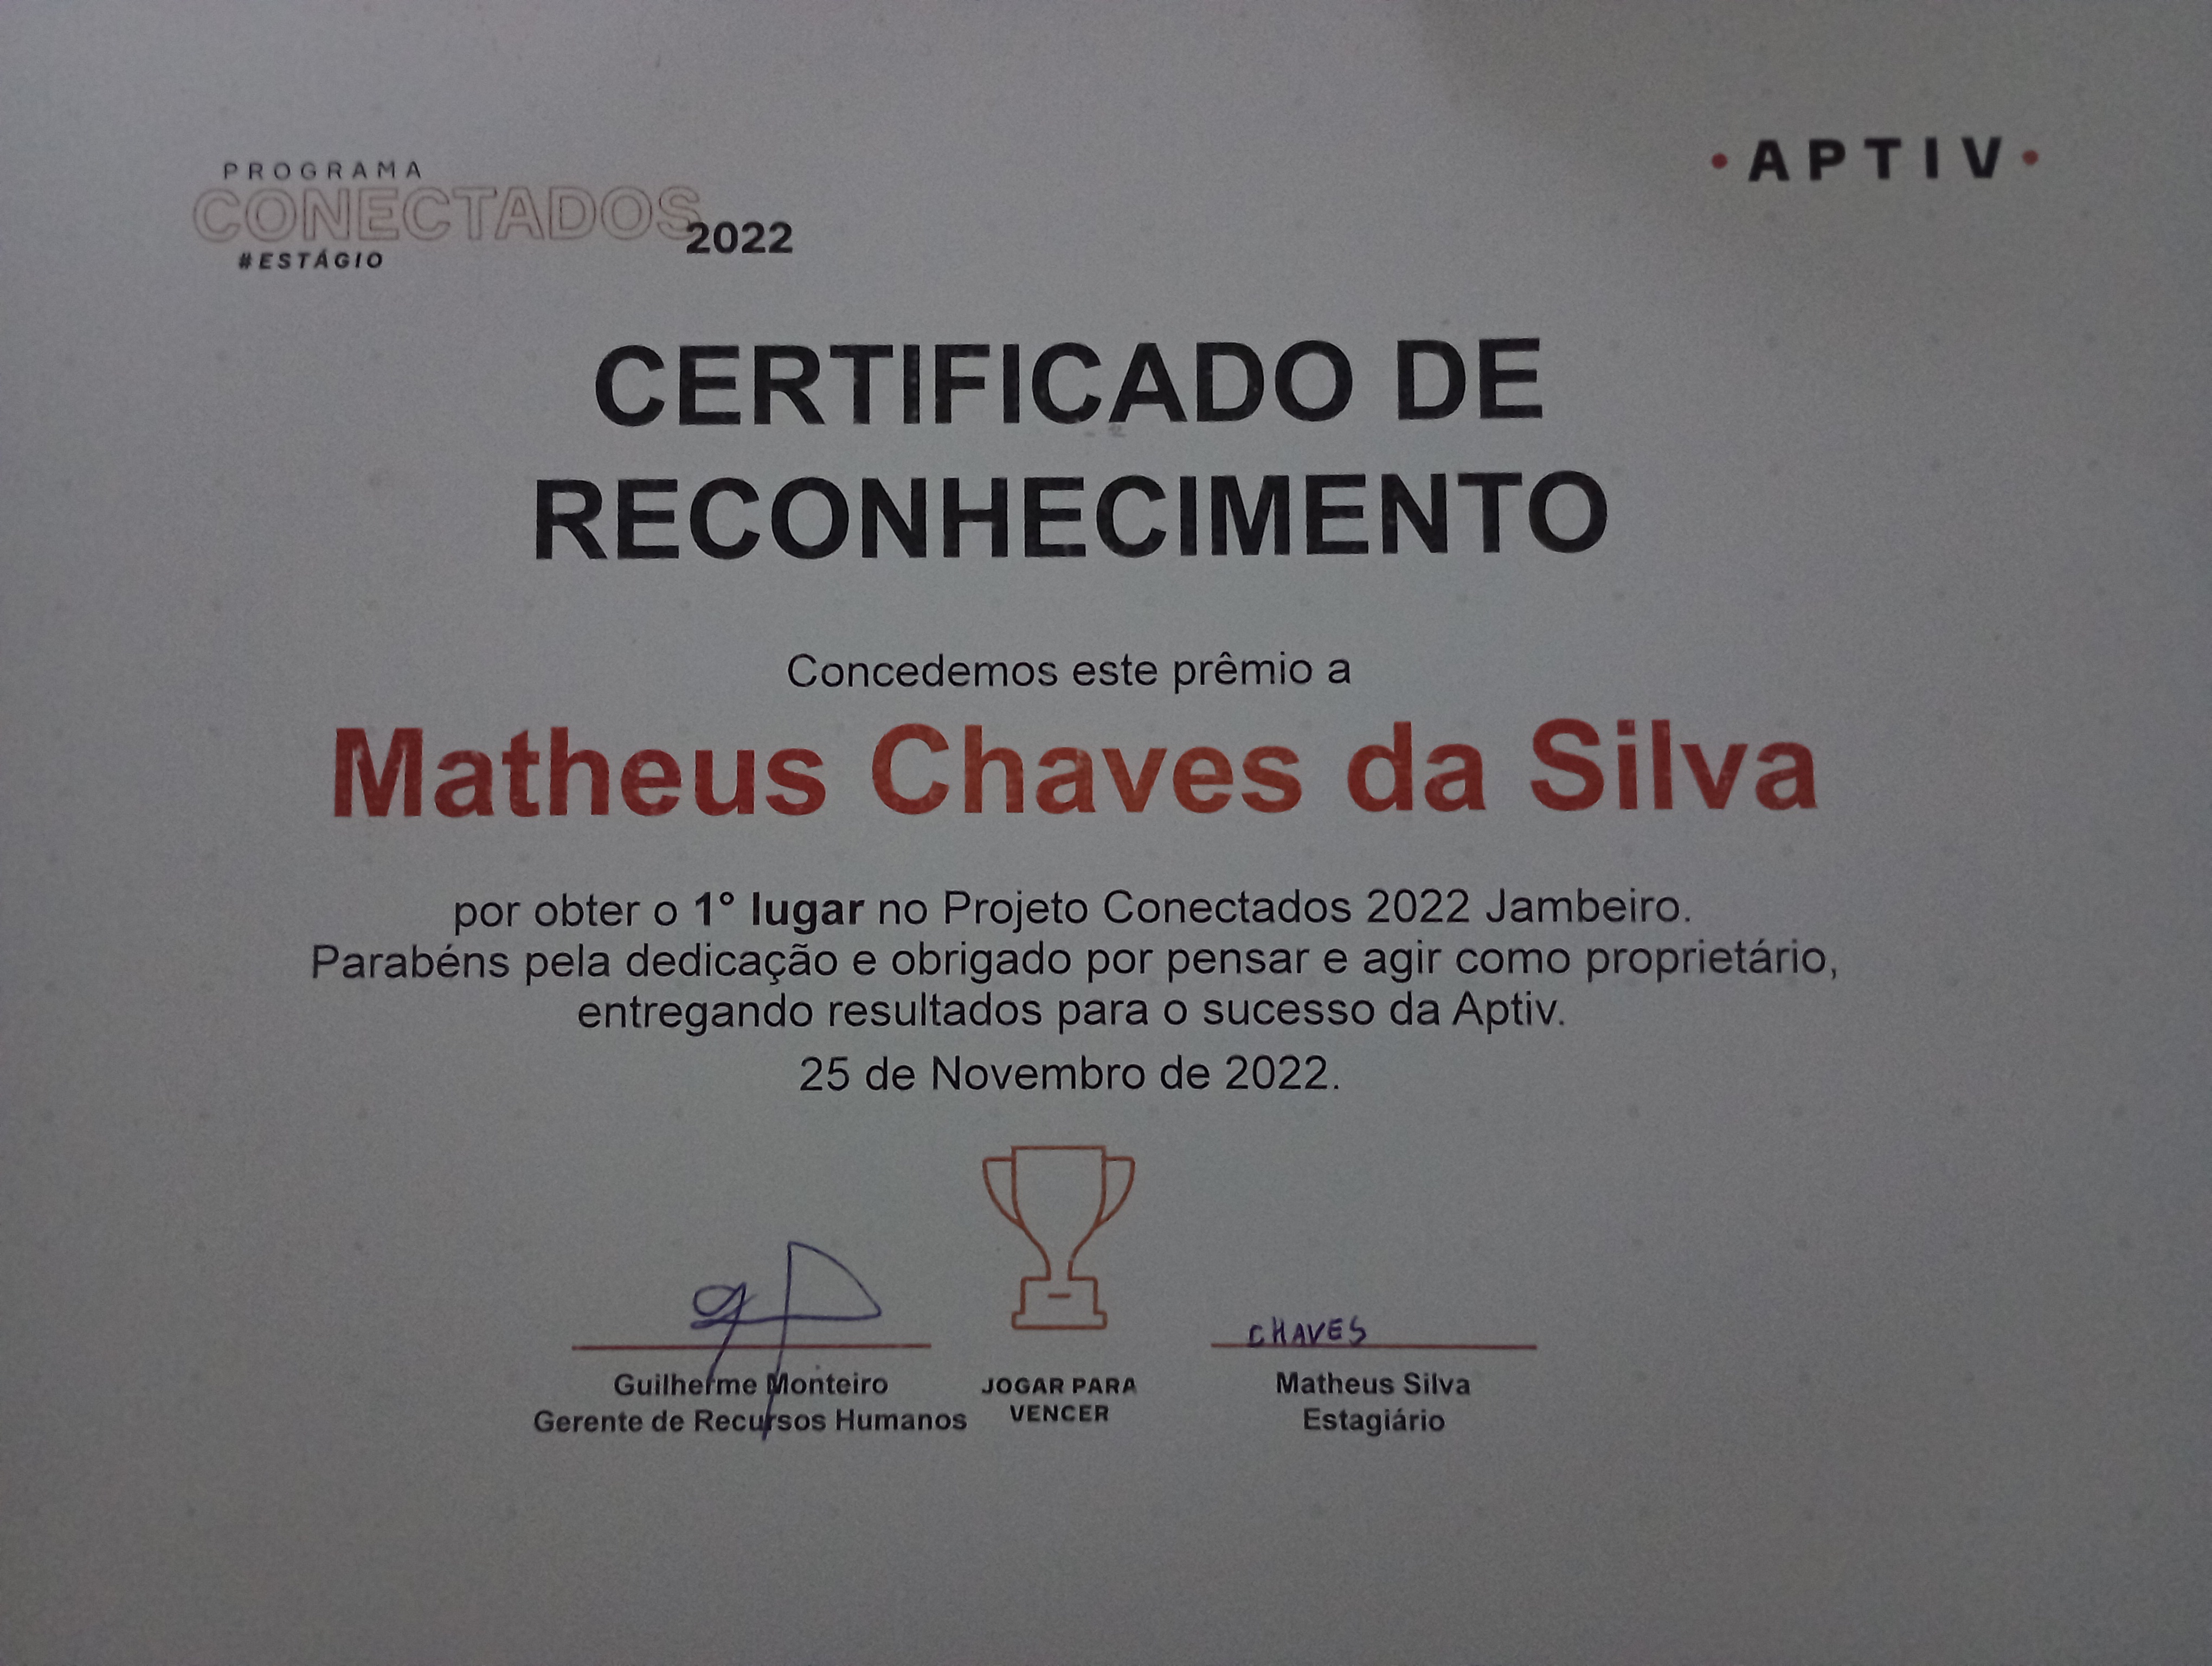 PROGRAMA
CONECTADOS 2022
#ESTÁGIO
• APTIV •
CERTIFICADO DE
RECONHECIMENTO
Concedemos este prêmio a
Matheus Chaves da Silva
por obter o 1° lugar no Projeto Conectados 2022 Jambeiro.
Parabéns pela dedicação e obrigado por pensar e agir como proprietário,
entregando resultados para o sucesso da Aptiv.
25 de Novembro de 2022.
Guilherme Monteiro
Gerente de Recursos Humanos
JOGAR PARA
VENCER
CHAVES
Matheus Silva
Estagiário